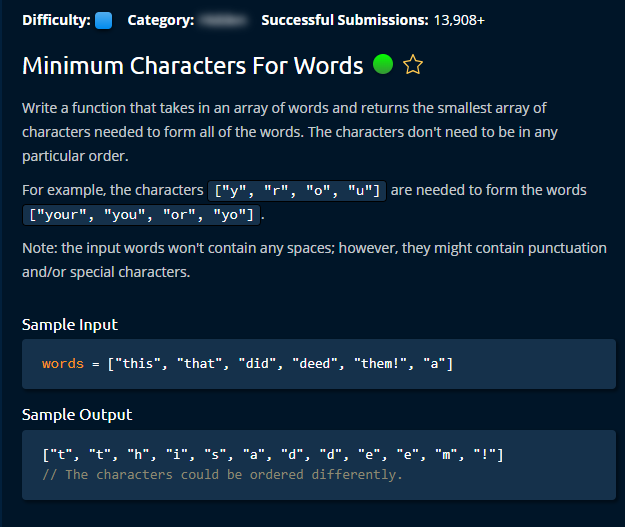 Difficulty: Category: Successful Submissions: 13,908+
Minimum Characters For Words
Write a function that takes in an array of words and returns the smallest array of
characters needed to form all of the words. The characters don't need to be in any
particular order.
For example, the characters ["y", "r", "o", "u"] are needed to form the words
["your", "you", "or", "yo"].
Note: the input words won't contain any spaces; however, they might contain punctuation
and/or special characters.
Sample Input
words = ["this", "that", "did", "deed", "them!", "a"]
Sample Output
["t", "t", "h", "i", "s", "a", "d", "d", "e", "e", "m", "!"]
// The characters could be ordered differently.